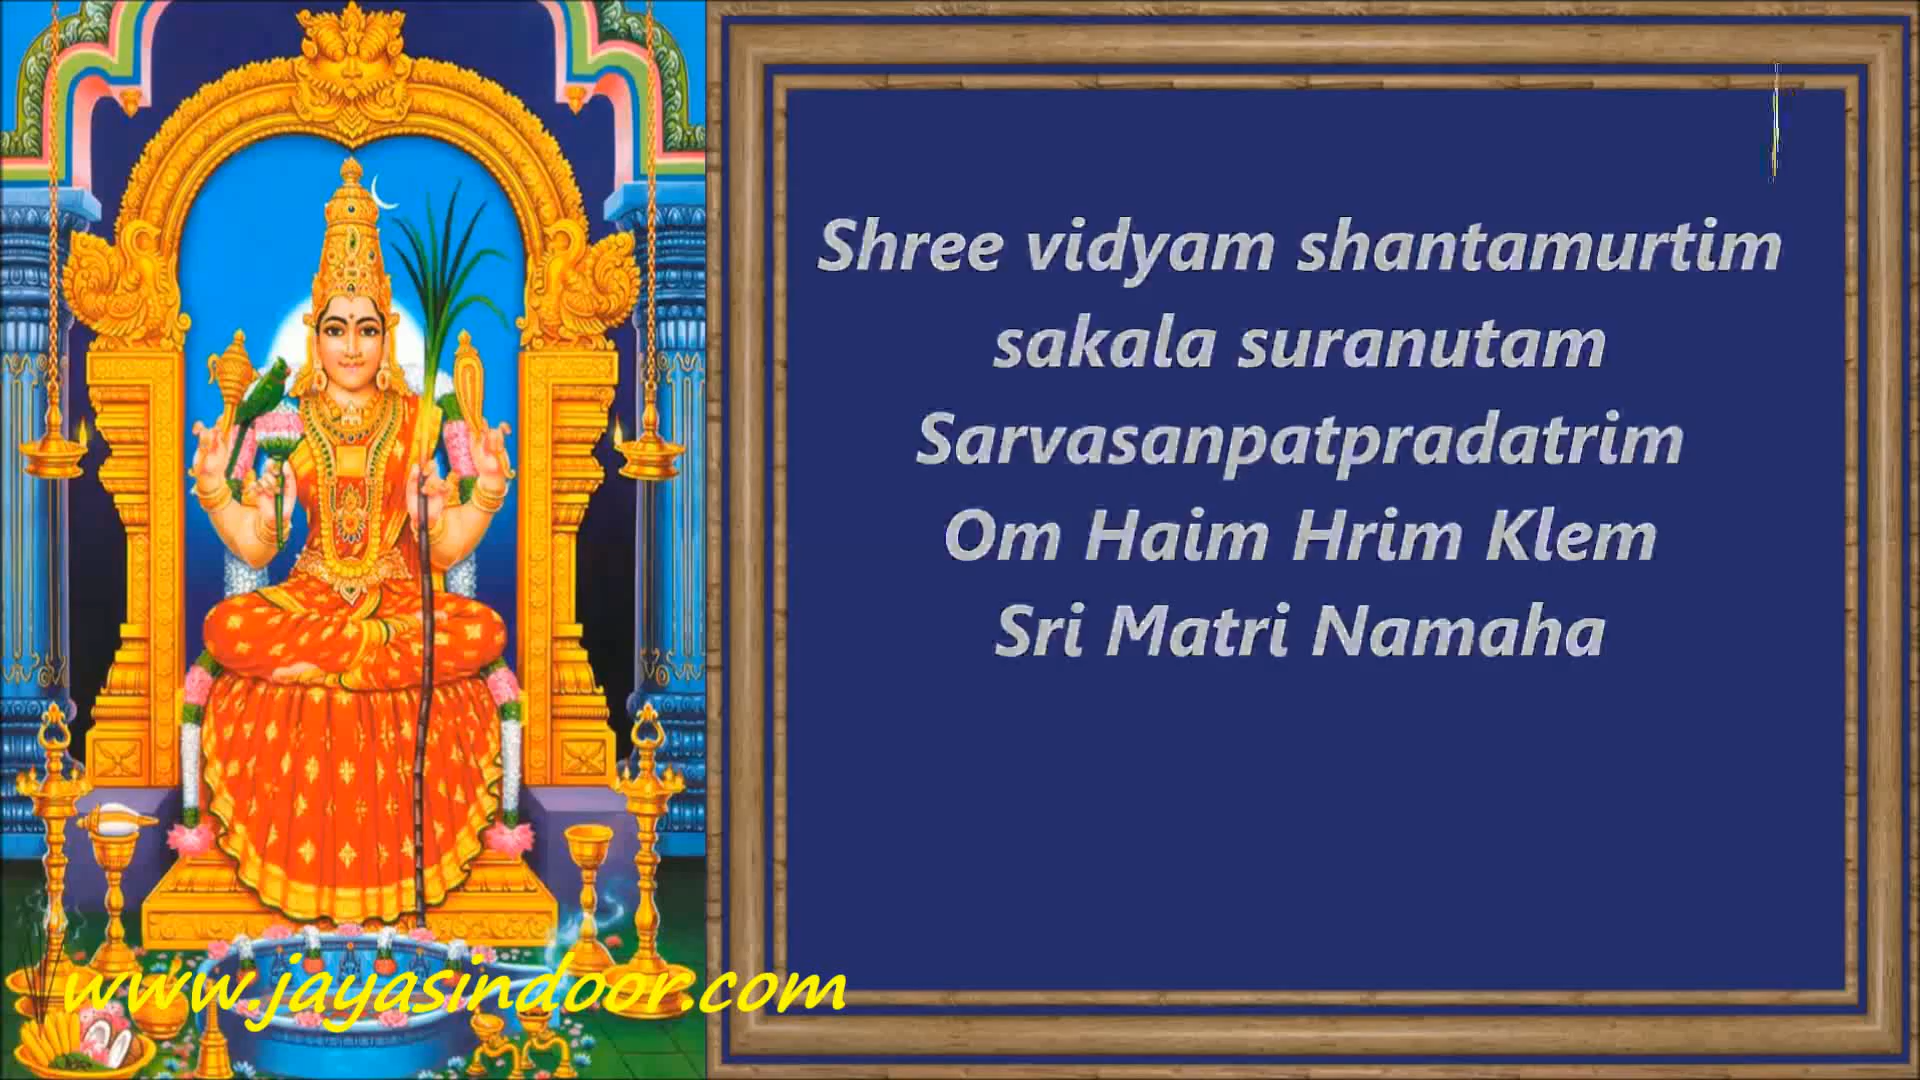 Shree vidyam shantamurtim
sakala suranutam
Sarvasanpatpradatrim
Om Haim Hrim Klem
Sri Matri Namaha
www.jayasindoor.com